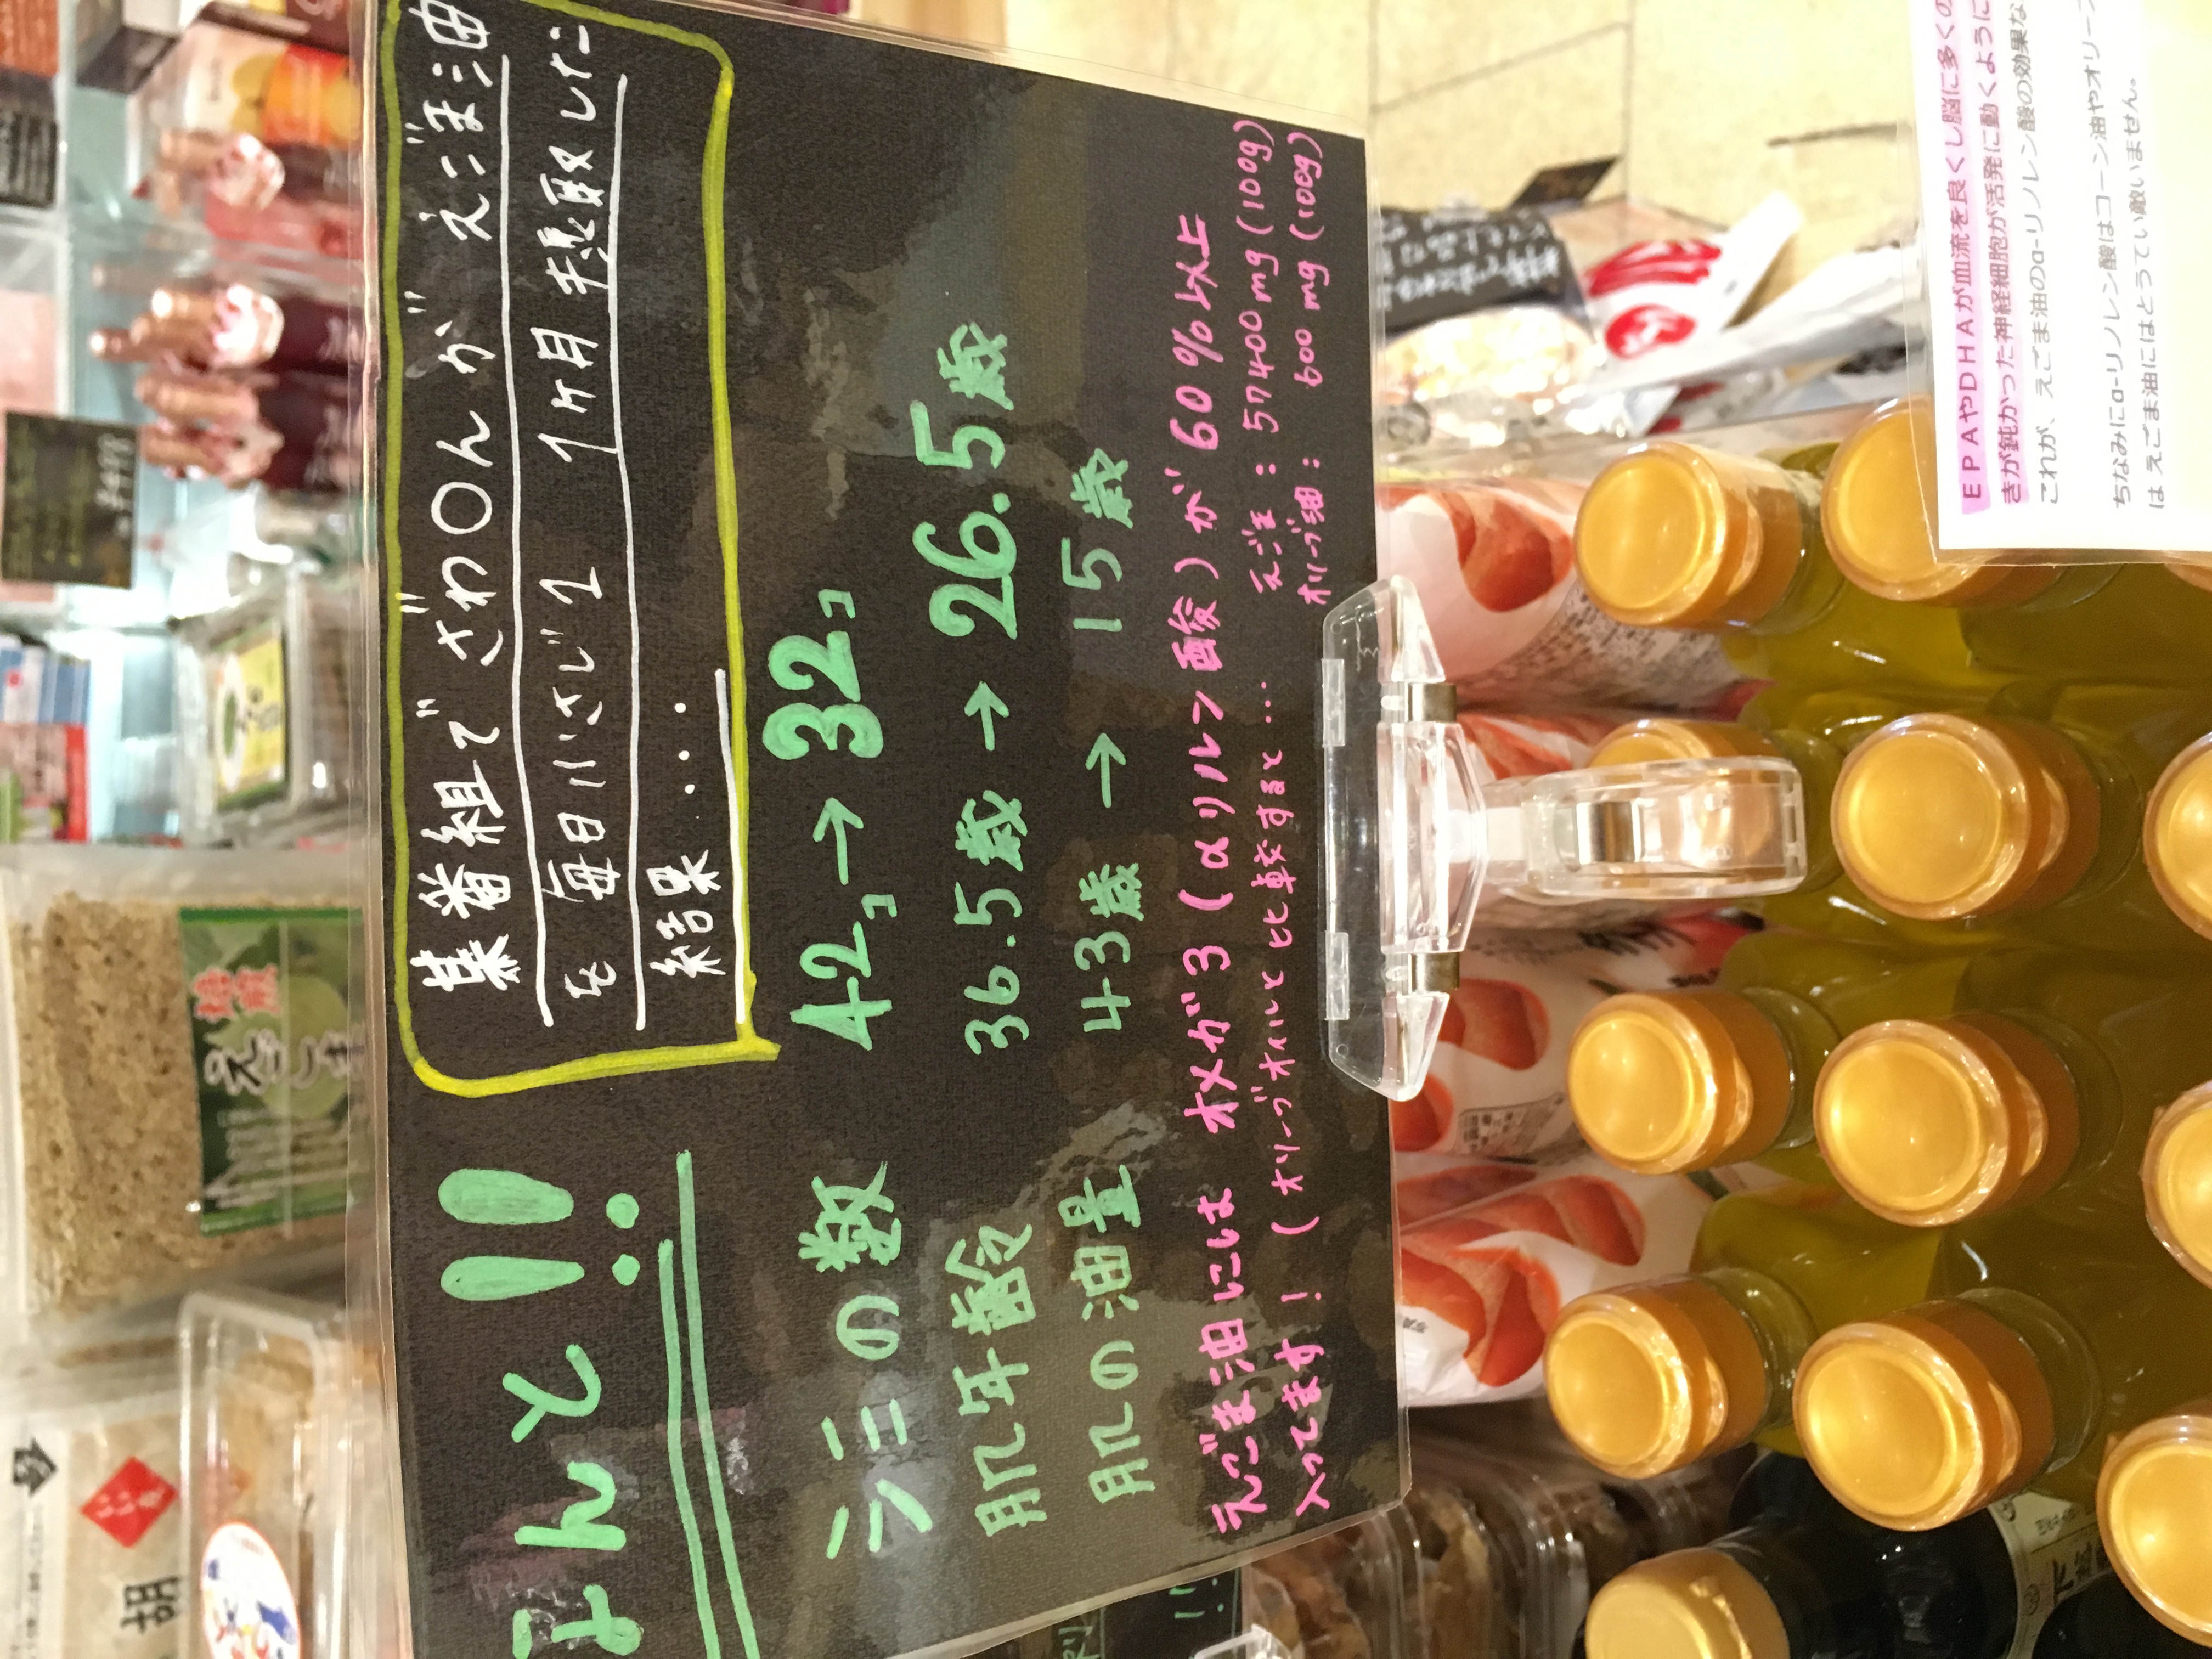 胡
焙煎
えごま
¥498
なんと!!
某番組でざわ〇んが えごま油
を 毎日小さじ1 1ヶ月 摂取した
結果 ...
シミの数 42コ→32コ
肌年齢 36.5歳→26.5歳
肌の油量 43歳→15歳
えごま油には オメガ3(αリノレン酸)が 60%以上
入ってます! (オリーブオイルと比較すると… えごま:57400mg(100g)
オリーブ油: 600mg(100g)
EPAやDHAが血流を良くし脳に多くの
きが鈍かった神経細胞が活発に動くように
これが、えごま油のα-リノレン酸の効果な
ちなみにα-リノレン酸はコーン油やオリーブ
は えごま油にはとうてい敵いません。